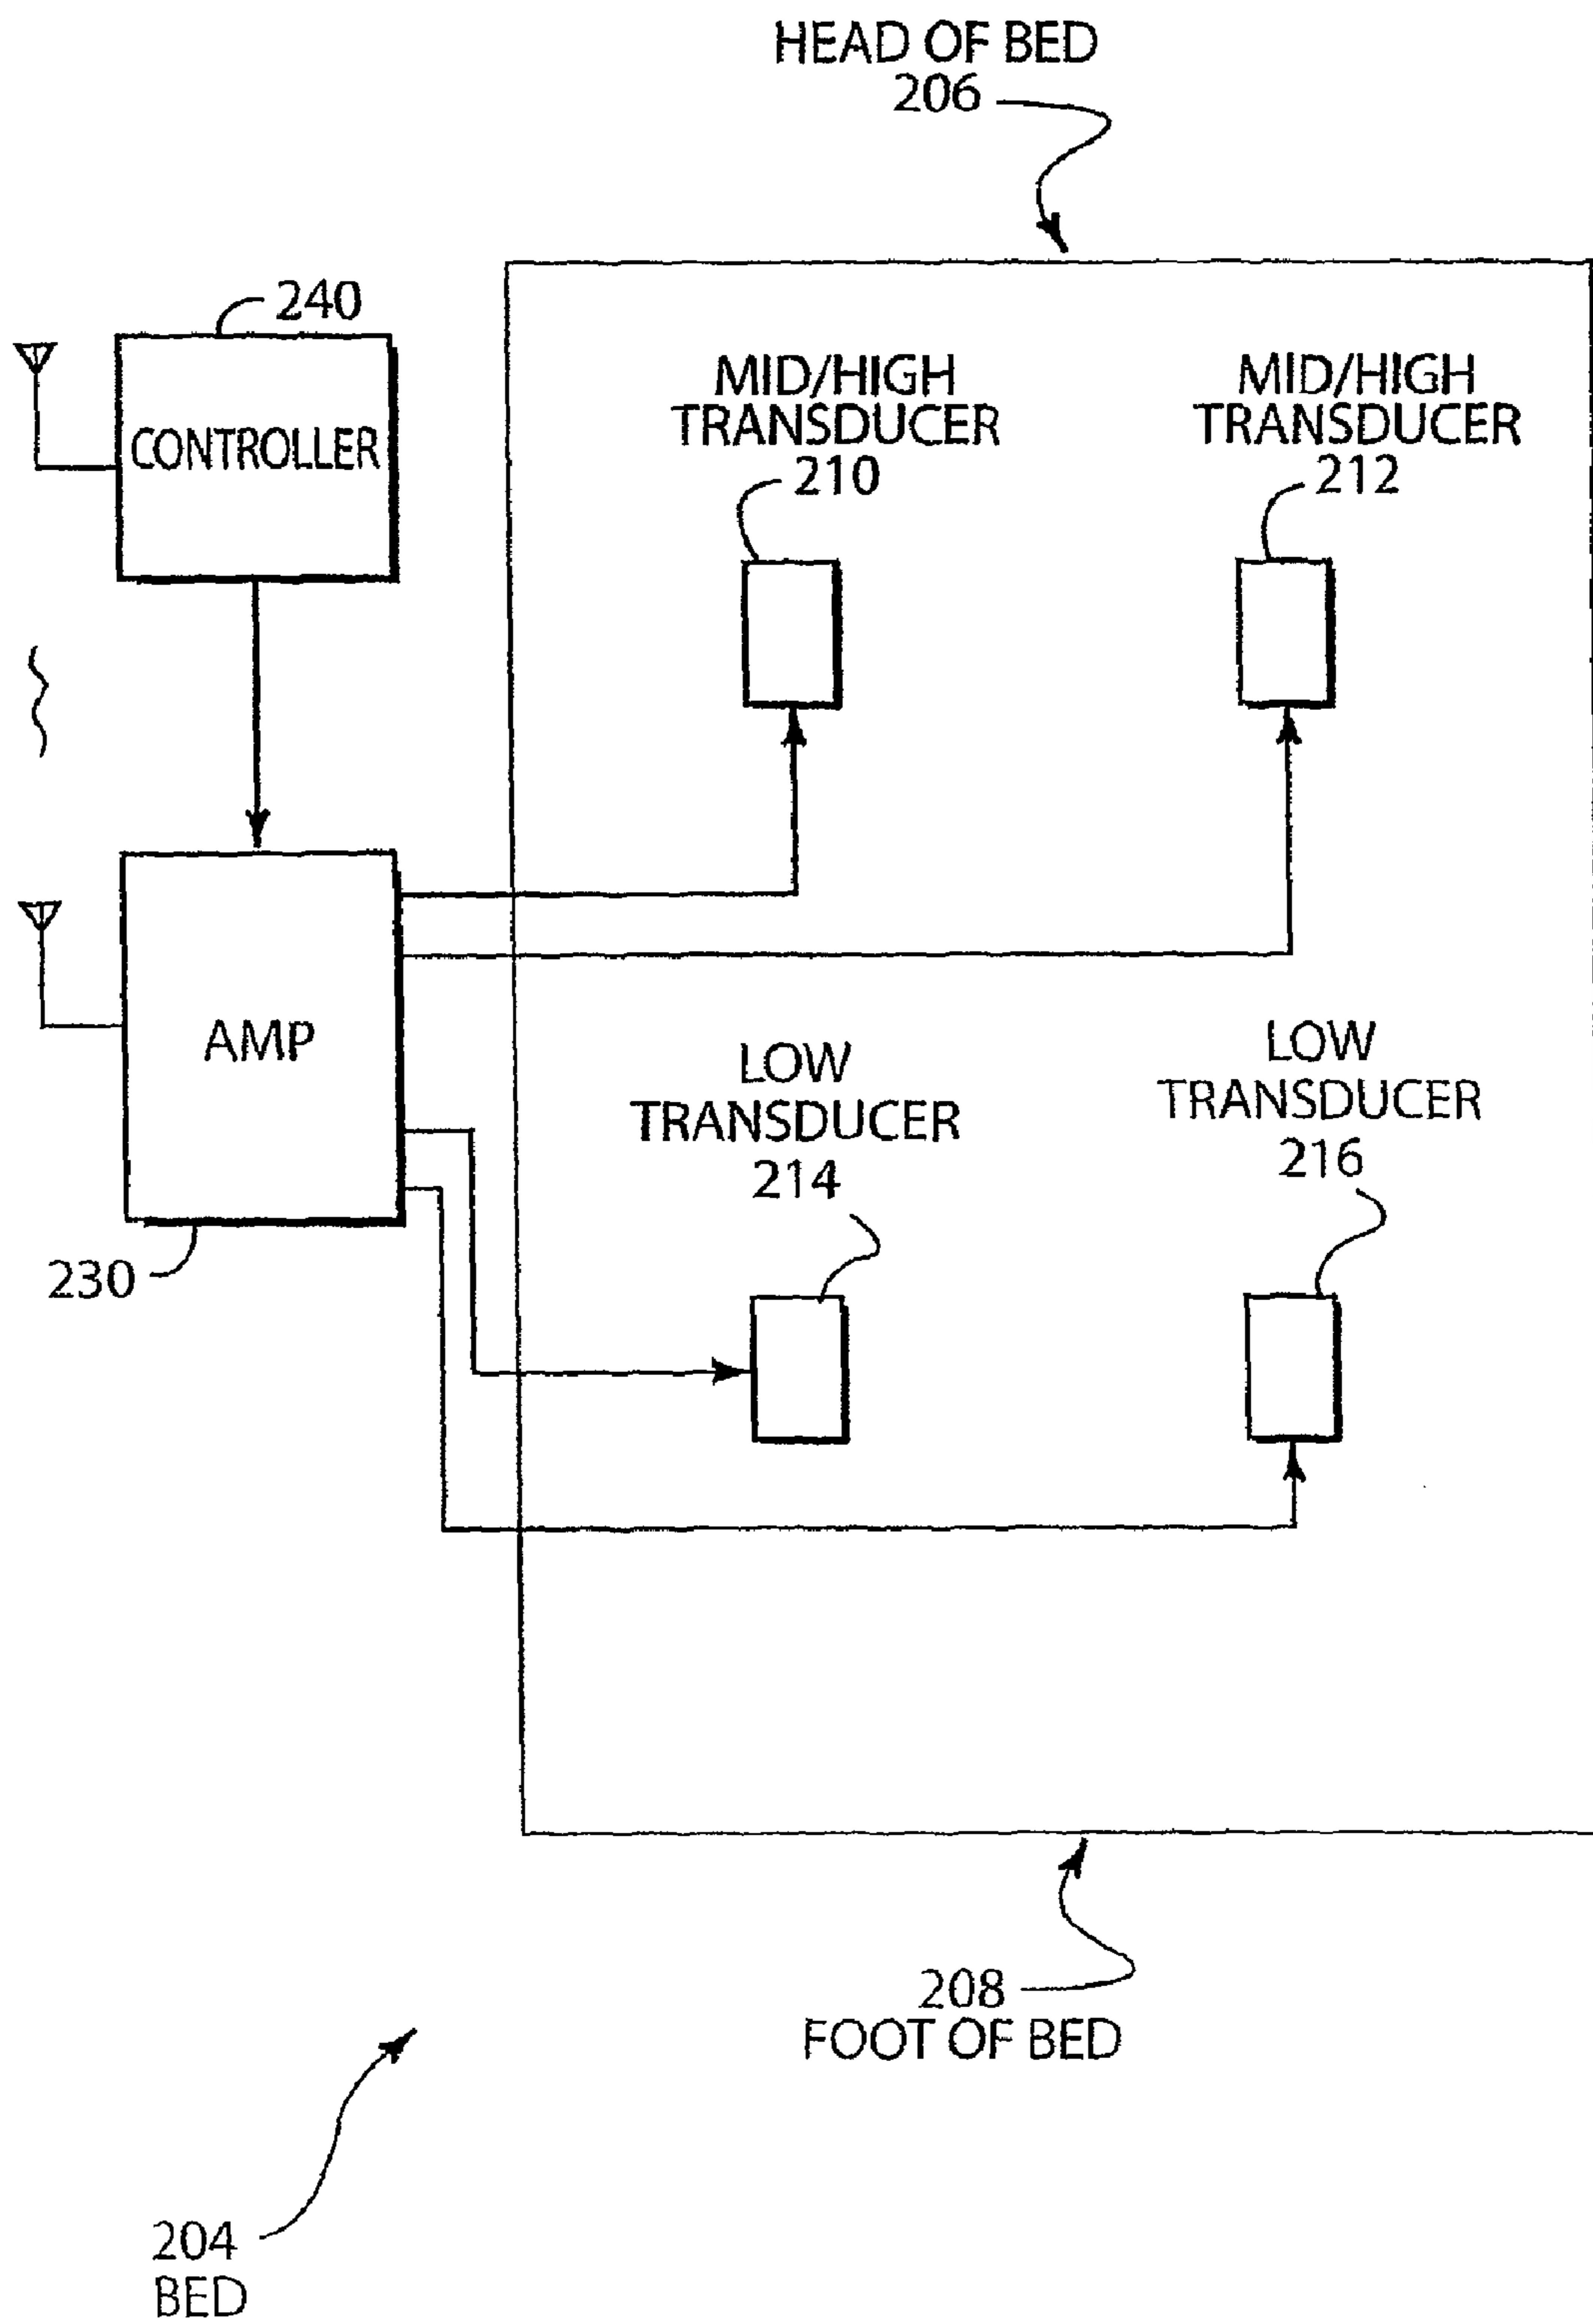 HEAD OF BED
206
240
CONTROLLER
MID/HIGH
TRANSDUCER
210
MID/HIGH
TRANSDUCER
212
AMP
230
LOW
TRANSDUCER
214
LOW
TRANSDUCER
216
208
FOOT OF BED
204
BED